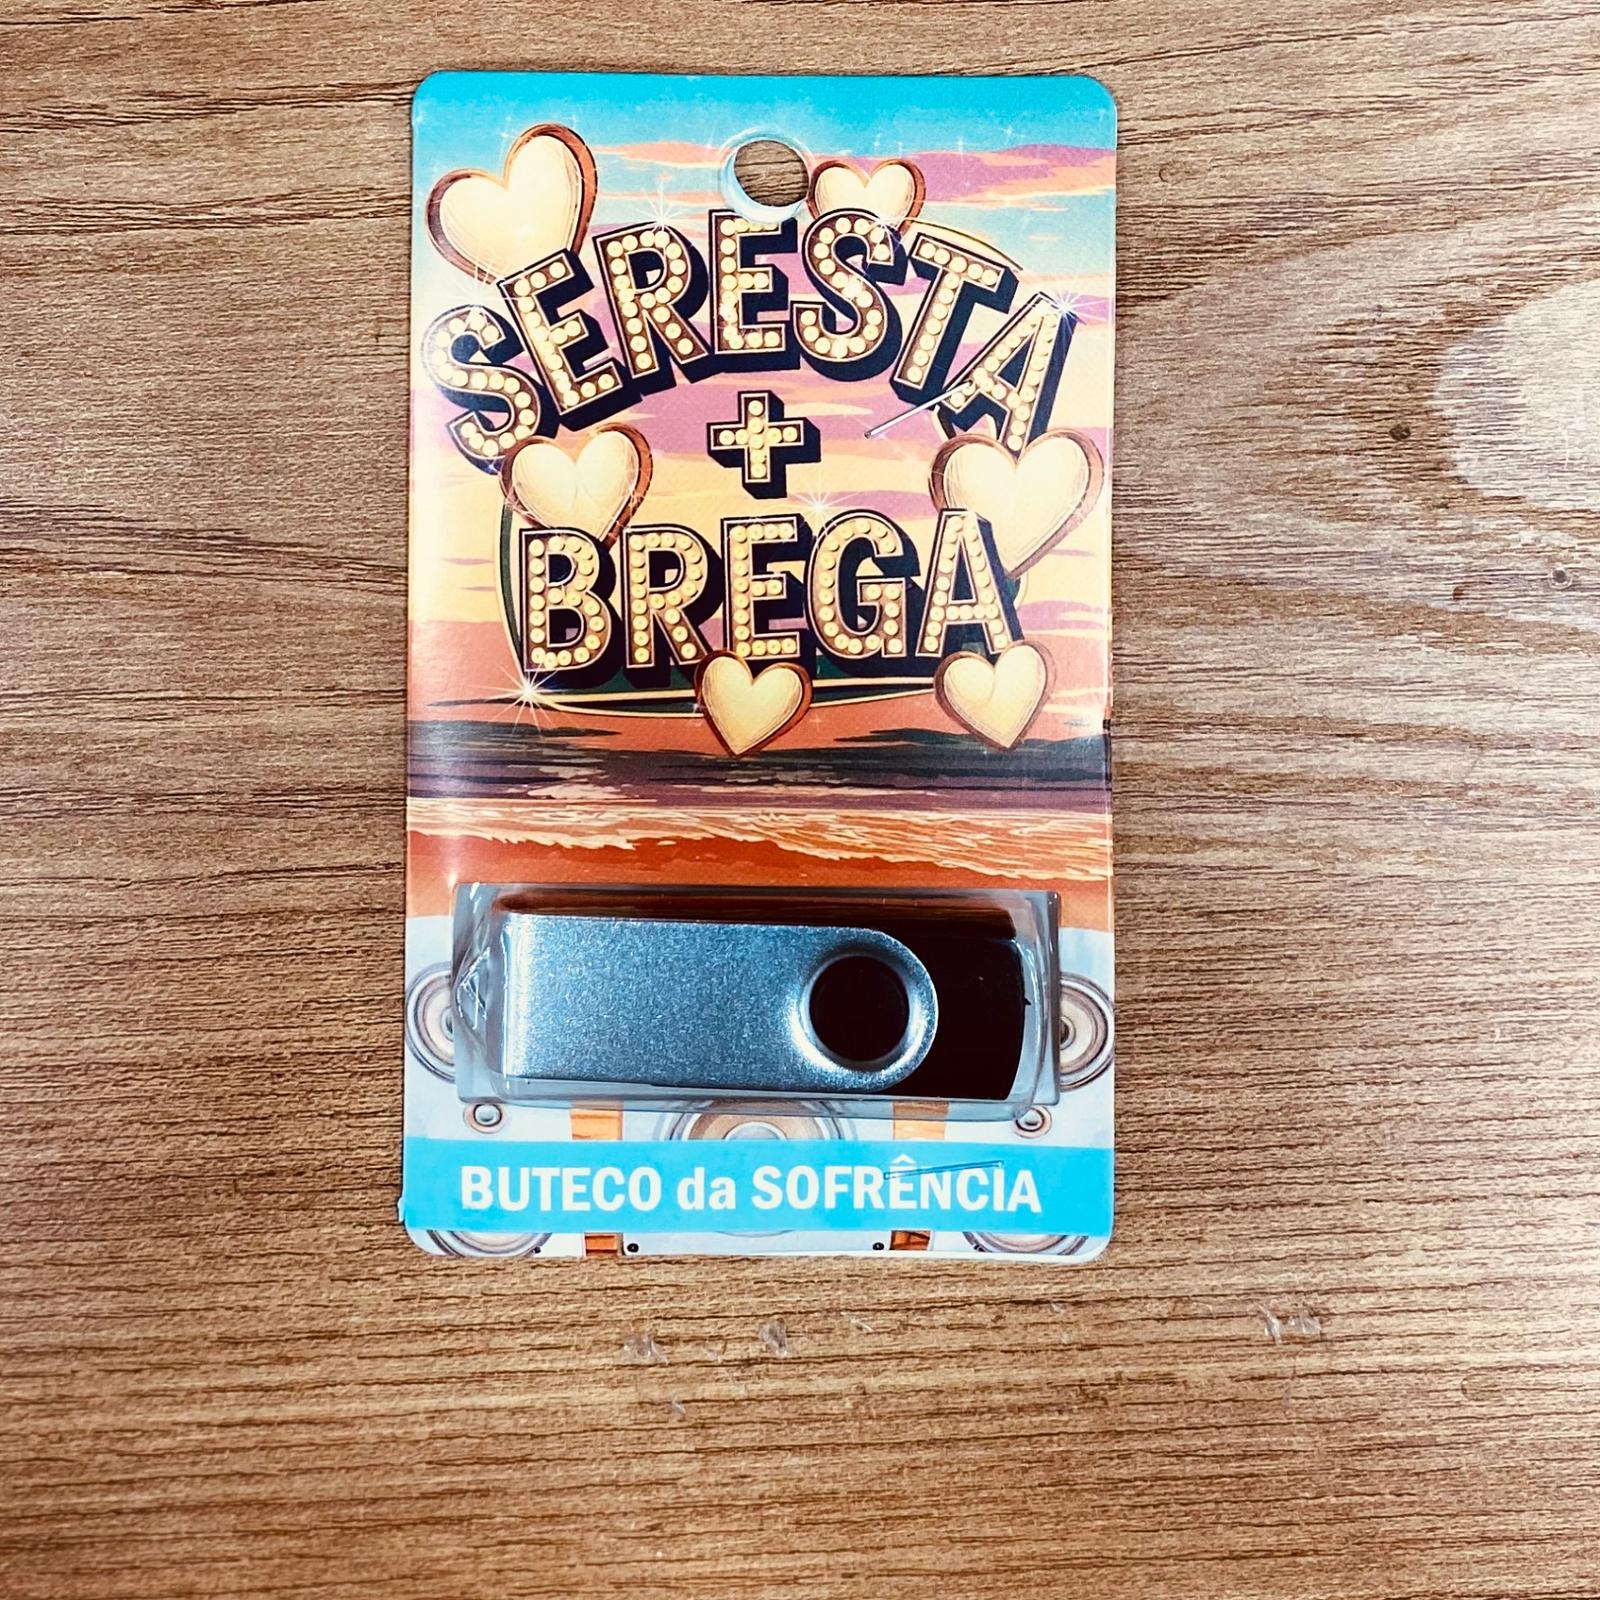 SERESTA
+
BREGA
BUTECO da SOFRÊNCIA